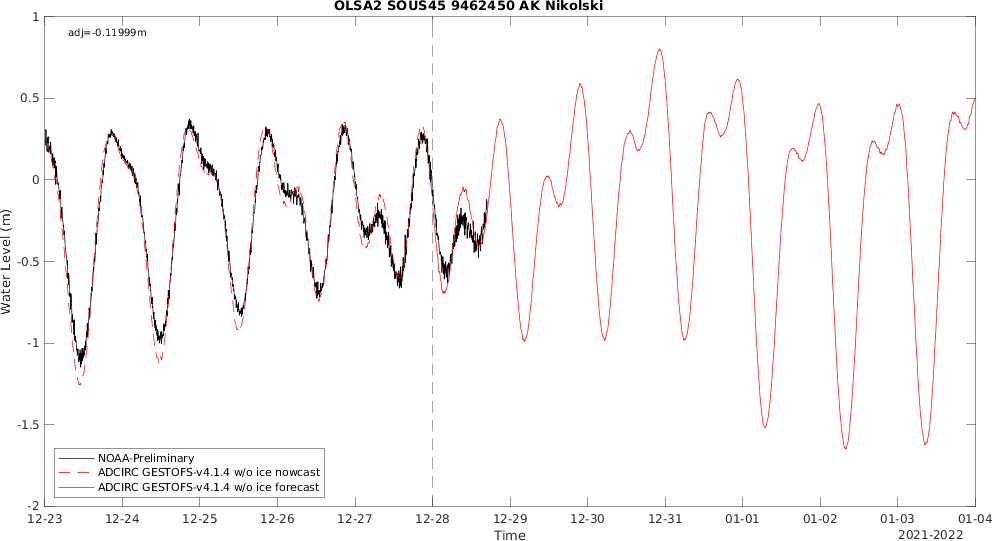 OLSA2 SOUS45 9462450 AK Nikolski
adj=-0.11999m
1
0.5
0
-0.5
-1
-1.5
-2
Water Level (m)
NOAA-Preliminary
ADCIRC GESTOFS-v4.1.4 w/o ice nowcast
ADCIRC GESTOFS-v4.1.4 w/o ice forecast
12-23 12-24 12-25 12-26 12-27 12-28 12-29 12-30 12-31 01-01 01-02 01-03 01-04
Time
2021-2022